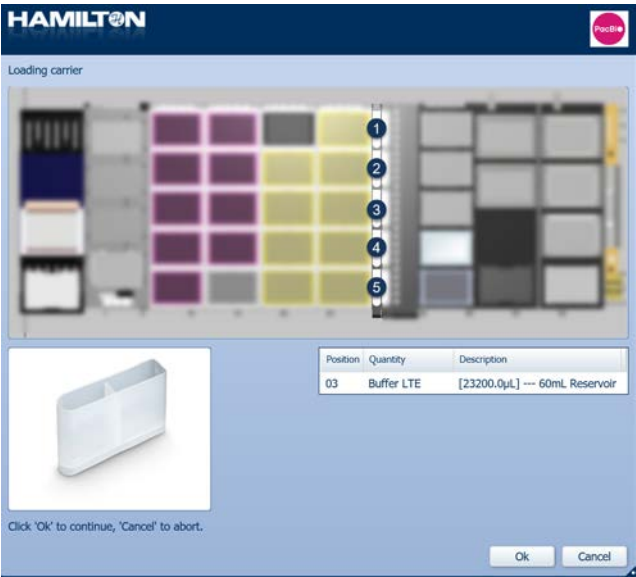 HAMILTON
PacBio
Loading carrier
1
2
3
4
5
Position Quantity Description
03 Buffer LTE [23200.0µL] --- 60mL Reservoir
Click 'Ok' to continue, 'Cancel' to abort.
Ok Cancel